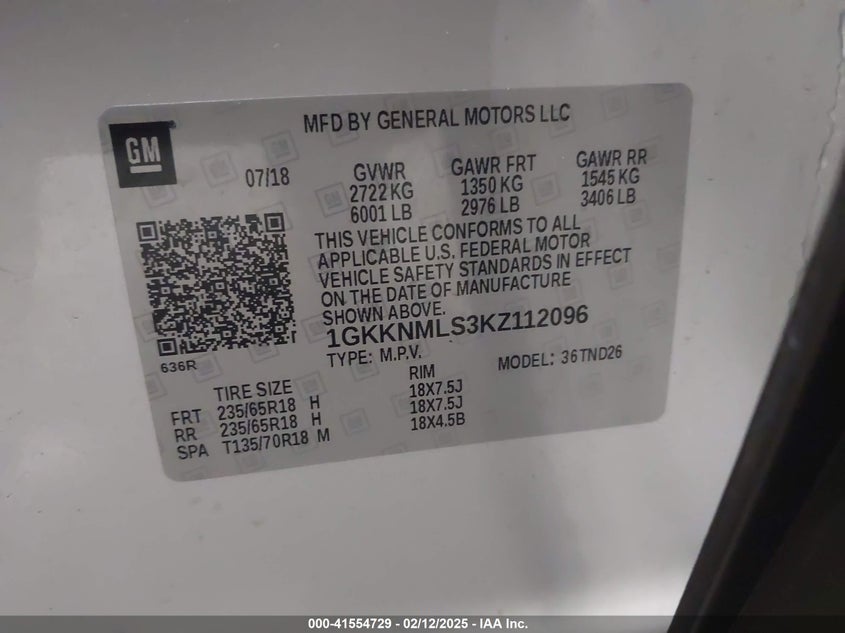 MFD BY GENERAL MOTORS LLC
GM
07/18
GVWR GAWR FRT GAWR RR
2722 KG 1350 KG 1545 KG
6001 LB 2976 LB 3406 LB
THIS VEHICLE CONFORMS TO ALL
APPLICABLE U.S. FEDERAL MOTOR
VEHICLE SAFETY STANDARDS IN EFFECT
ON THE DATE OF MANUFACTURE
SHOWN ABOVE.
1GKKNMLS3KZ112096
636R
TYPE: M.P.V. MODEL: 36TND26
TIRE SIZE RIM
FRT 235/65R18 H 18X7.5J
RR 235/65R18 H 18X7.5J
SPA T135/70R18 M 18X4.5B
000-41554729 — 02/12/2025 — IAA, Inc.